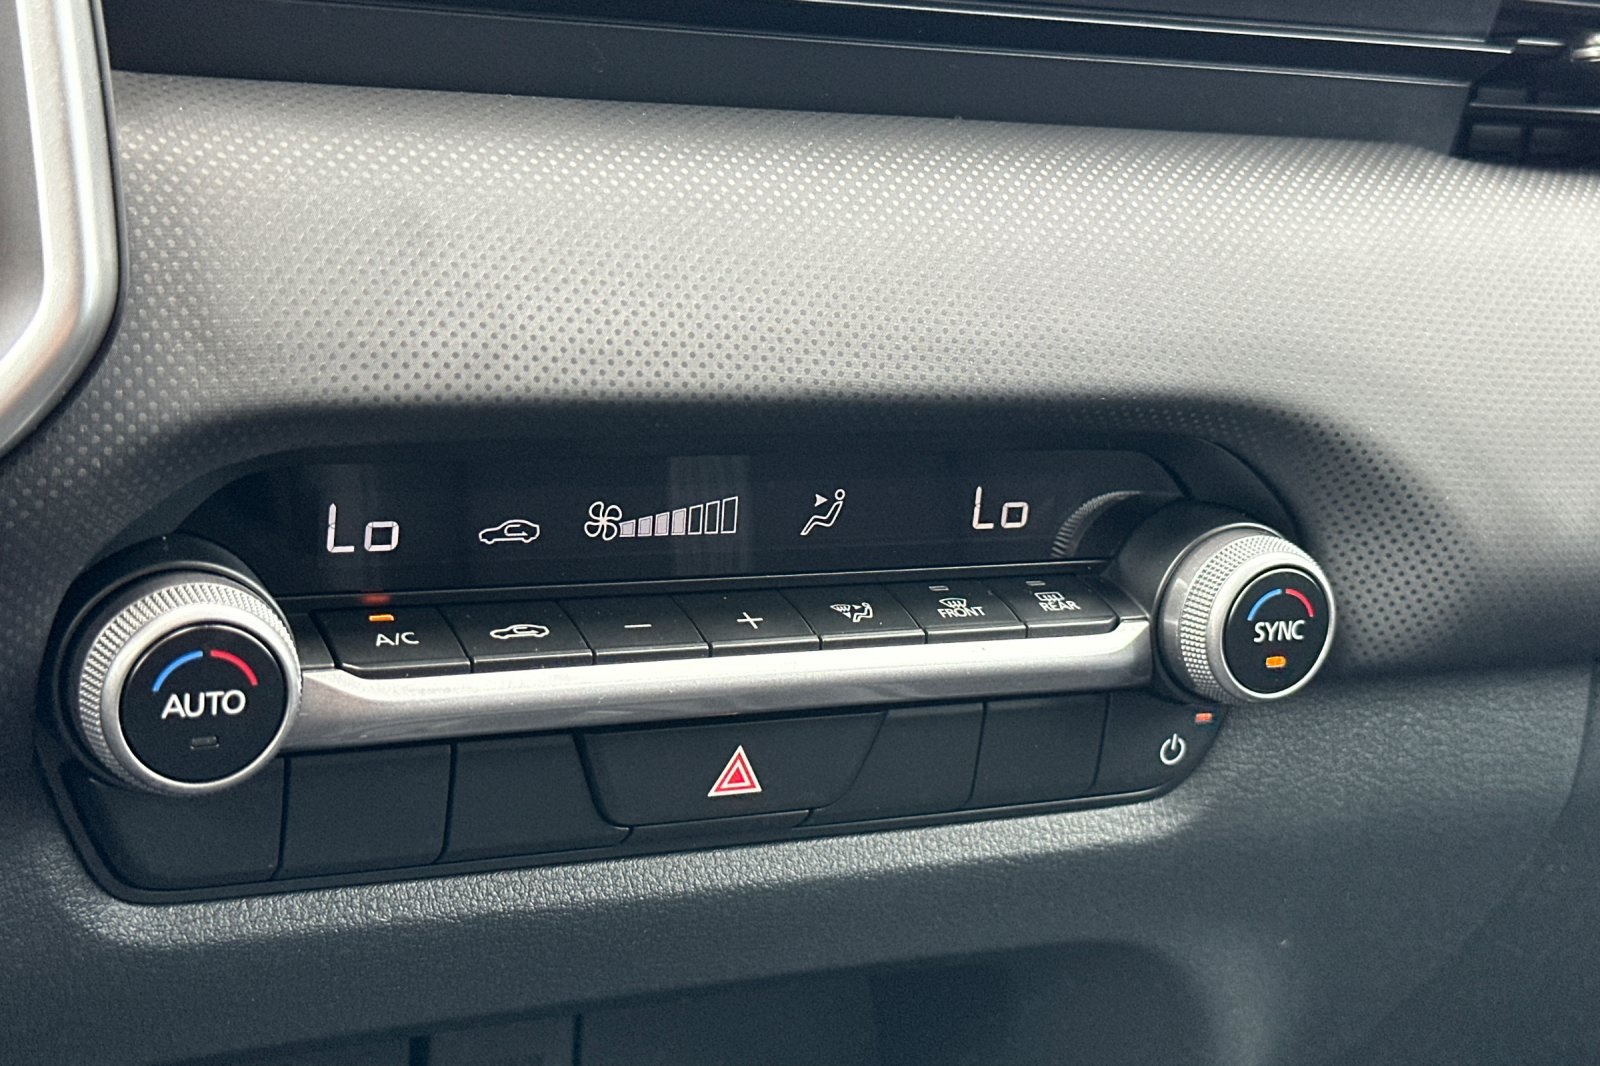 Lo
Lo
A/C
−
+
FRONT
REAR
AUTO
SYNC